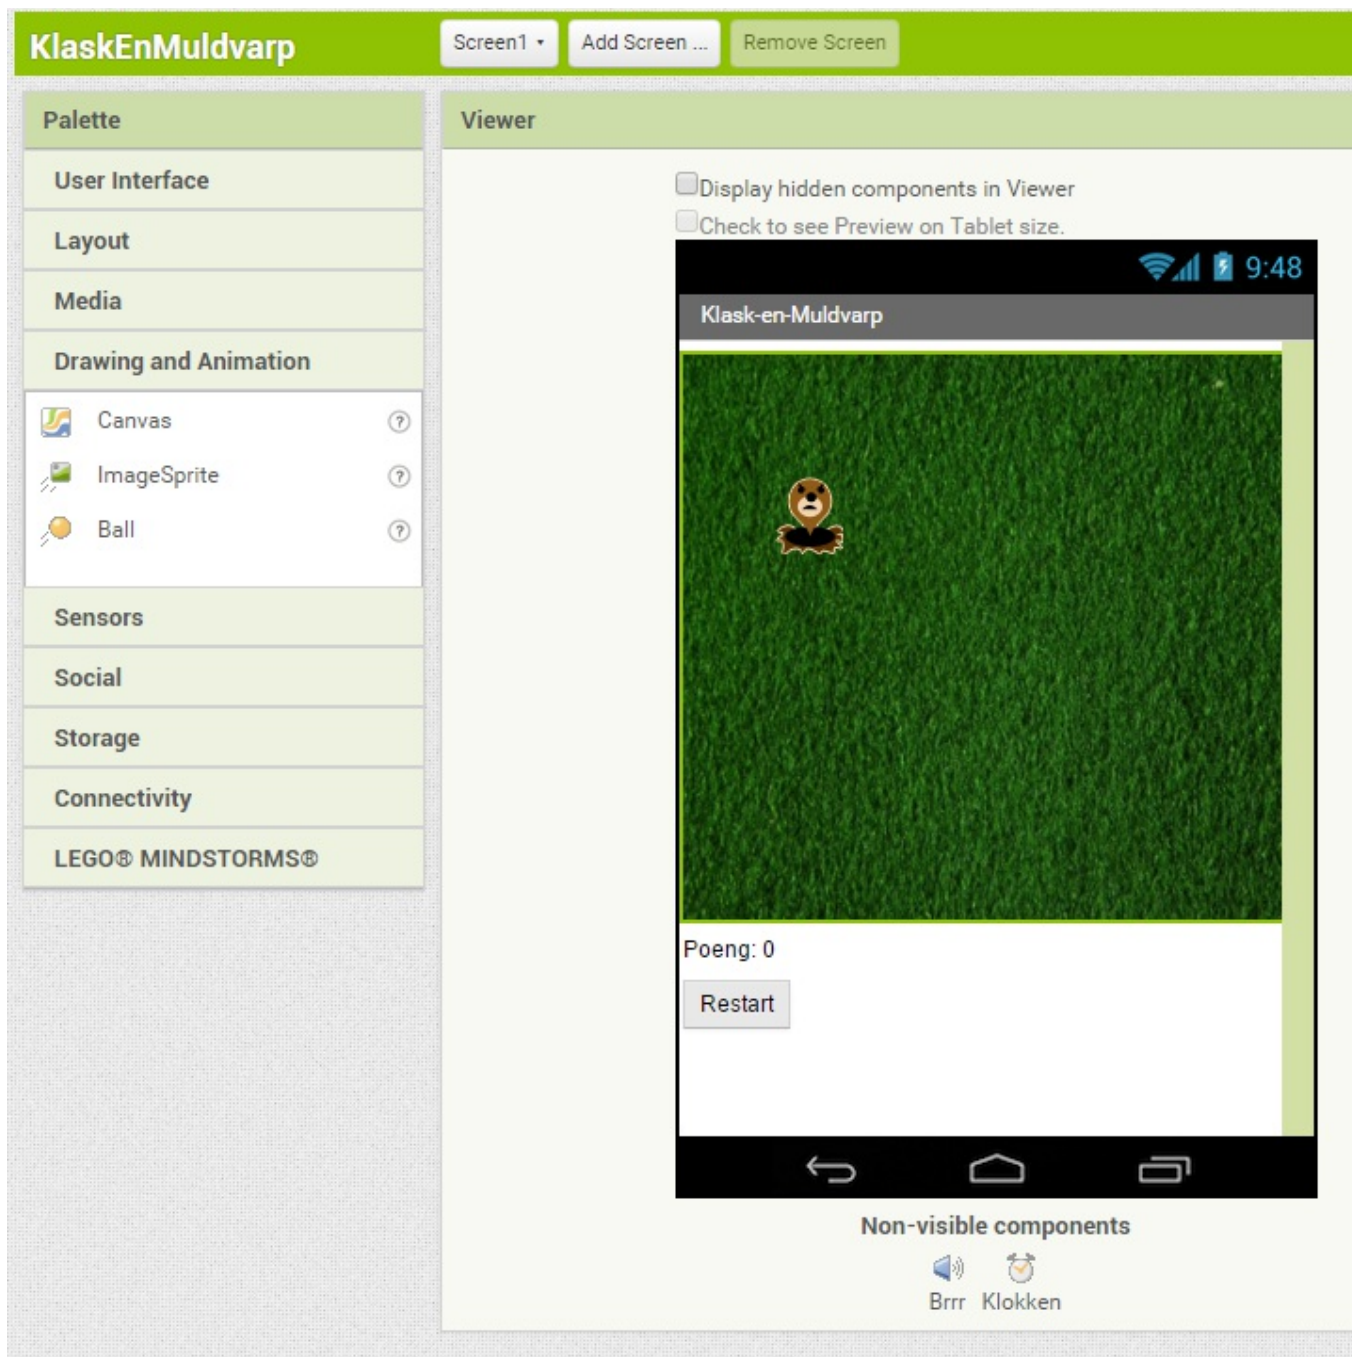 KlaskEnMuldvarp
Screen1
Add Screen ...
Remove Screen
Palette
User Interface
Layout
Media
Drawing and Animation
Canvas ?
ImageSprite ?
Ball ?
Sensors
Social
Storage
Connectivity
LEGO® MINDSTORMS®
Viewer
Display hidden components in Viewer
Check to see Preview on Tablet size.
9:48
Klask-en-Muldvarp
Poeng: 0
Restart
Non-visible components
Brrr Klokken